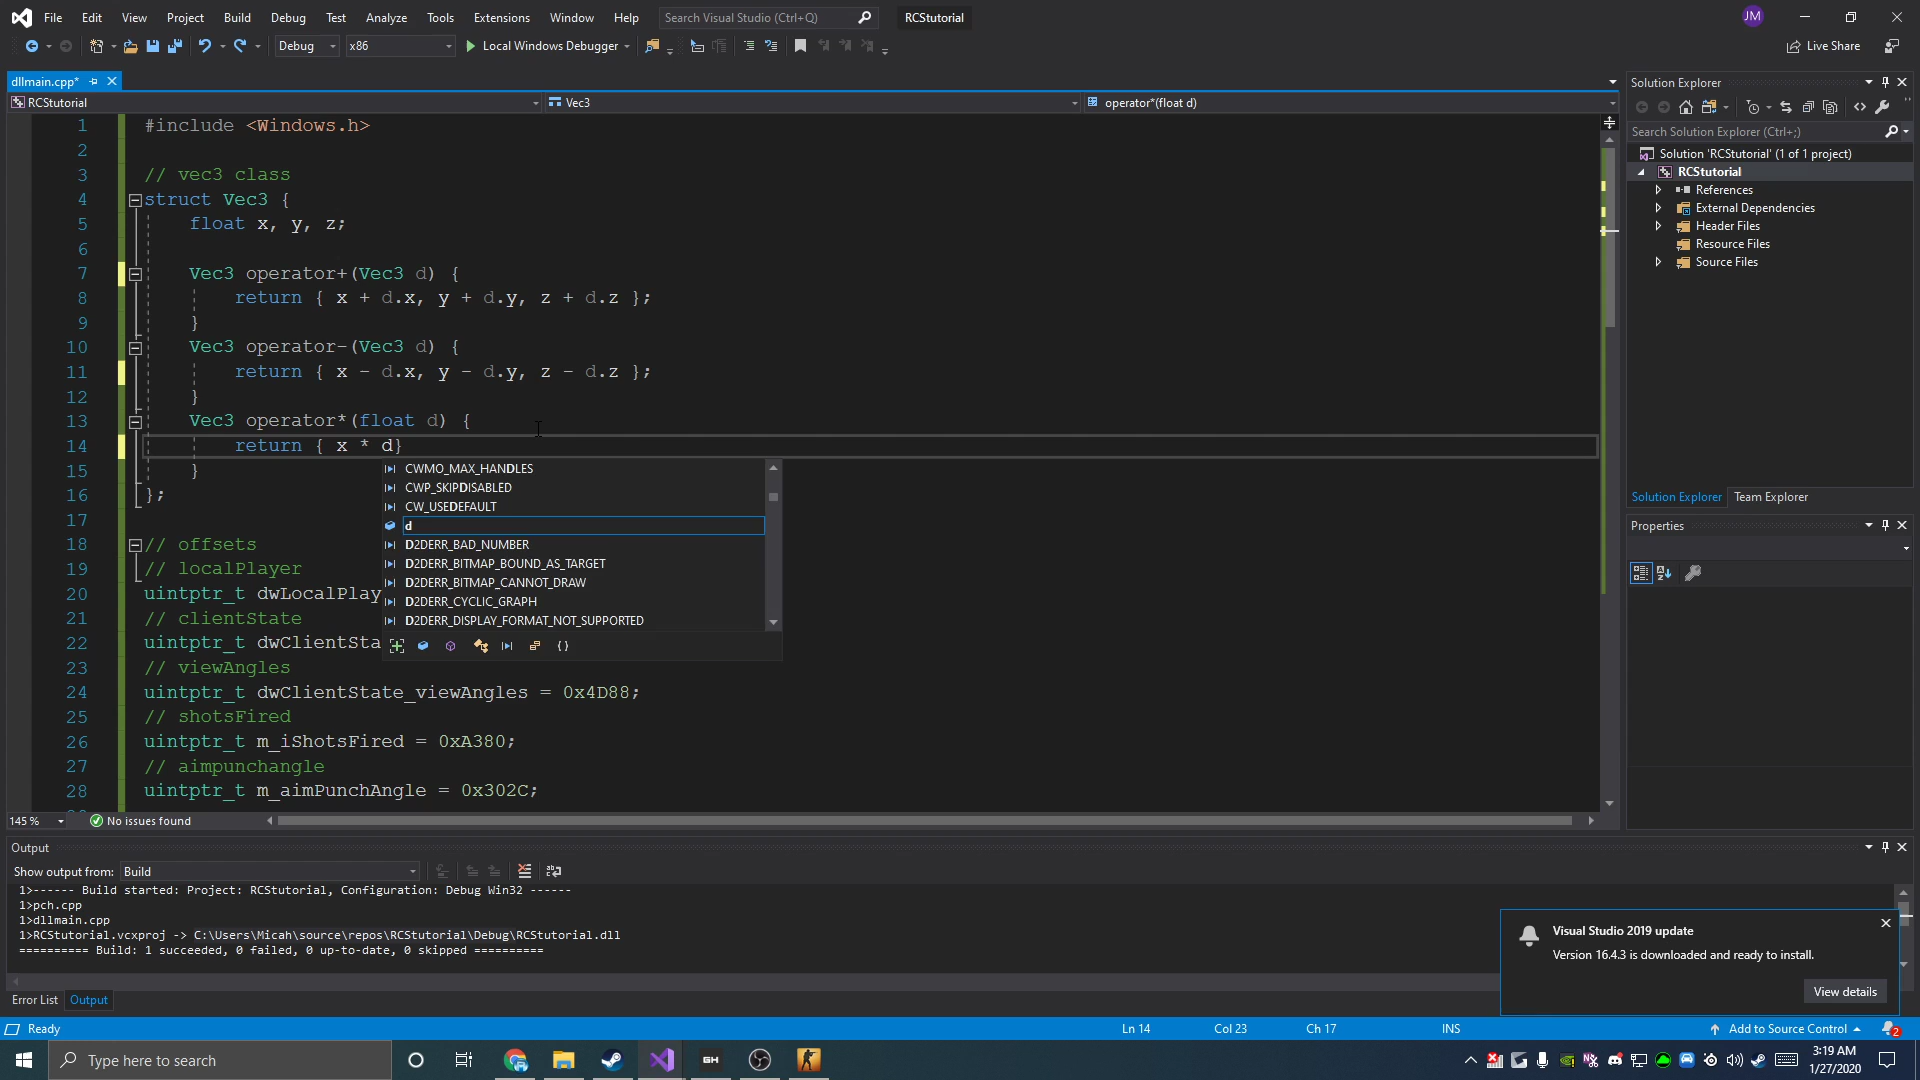 File Edit View Project Build Debug Test Analyze Tools Extensions Window Help Search Visual Studio (Ctrl+Q) RCStutorial JM
Debug x86 Local Windows Debugger Live Share
dllmain.cpp*
RCStutorial Vec3 operator*(float d)
1 #include <Windows.h>
2
3 // vec3 class
4 struct Vec3 {
5 float x, y, z;
6
7 Vec3 operator+(Vec3 d) {
8 return { x + d.x, y + d.y, z + d.z };
9 }
10 Vec3 operator-(Vec3 d) {
11 return { x - d.x, y - d.y, z - d.z };
12 }
13 Vec3 operator*(float d) {
14 return { x * d}
15 }
16 };
17
18 // offsets
19 // localPlayer
20 uintptr_t dwLocalPlay
21 // clientState
22 uintptr_t dwClientSta
23 // viewAngles
24 uintptr_t dwClientState_viewAngles = 0x4D88;
25 // shotsFired
26 uintptr_t m_iShotsFired = 0xA380;
27 // aimpunchangle
28 uintptr_t m_aimPunchAngle = 0x302C;
CWMO_MAX_HANDLES
CWP_SKIPDISABLED
CW_USEDEFAULT
d
D2DERR_BAD_NUMBER
D2DERR_BITMAP_BOUND_AS_TARGET
D2DERR_BITMAP_CANNOT_DRAW
D2DERR_CYCLIC_GRAPH
D2DERR_DISPLAY_FORMAT_NOT_SUPPORTED
145 % No issues found
Solution Explorer
Search Solution Explorer (Ctrl+;)
Solution 'RCStutorial' (1 of 1 project)
RCStutorial
References
External Dependencies
Header Files
Resource Files
Source Files
Solution Explorer Team Explorer
Properties
Output
Show output from: Build
1>------ Build started: Project: RCStutorial, Configuration: Debug Win32 ------
1>pch.cpp
1>dllmain.cpp
1>RCStutorial.vcxproj -> C:\Users\Micah\source\repos\RCStutorial\Debug\RCStutorial.dll
========== Build: 1 succeeded, 0 failed, 0 up-to-date, 0 skipped ==========
Visual Studio 2019 update
Version 16.4.3 is downloaded and ready to install.
View details
Error List Output
Ready Ln 14 Col 23 Ch 17 INS Add to Source Control 2
Type here to search GH 3:19 AM
1/27/2020